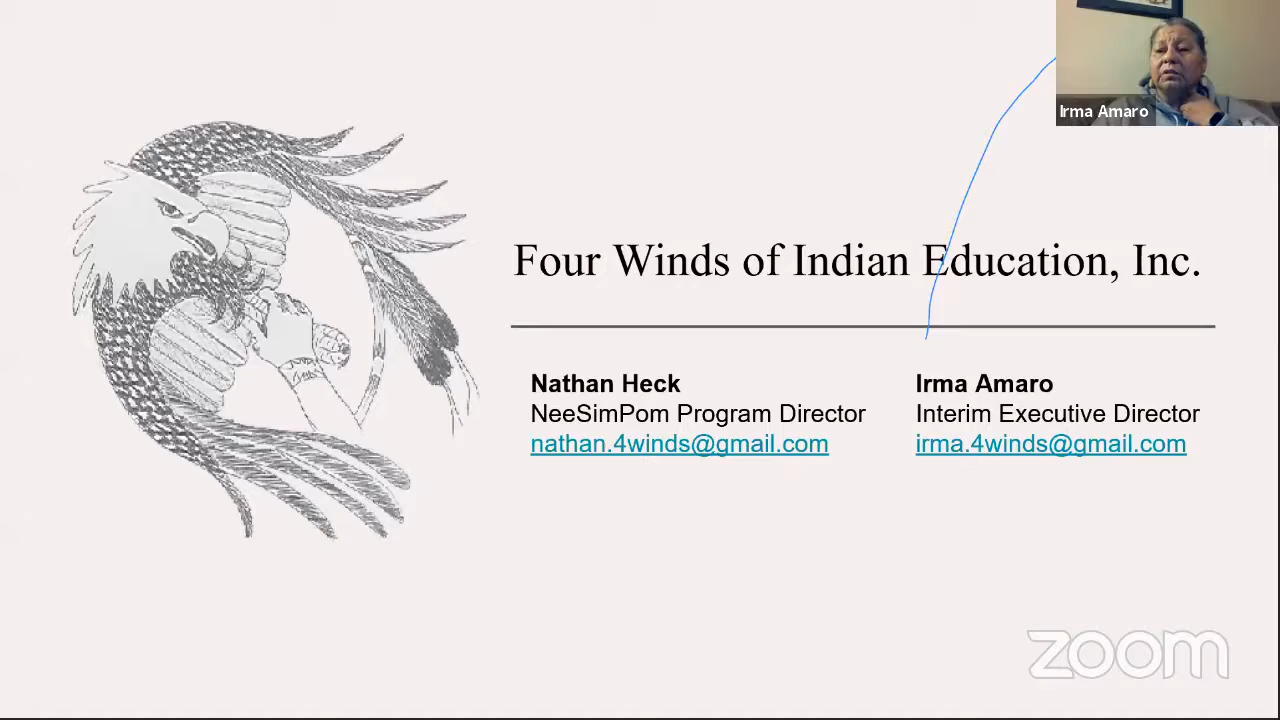 Irma Amaro
Four Winds of Indian Education, Inc.
Nathan Heck
NeeSimPom Program Director
nathan.4winds@gmail.com
Irma Amaro
Interim Executive Director
irma.4winds@gmail.com
zoom